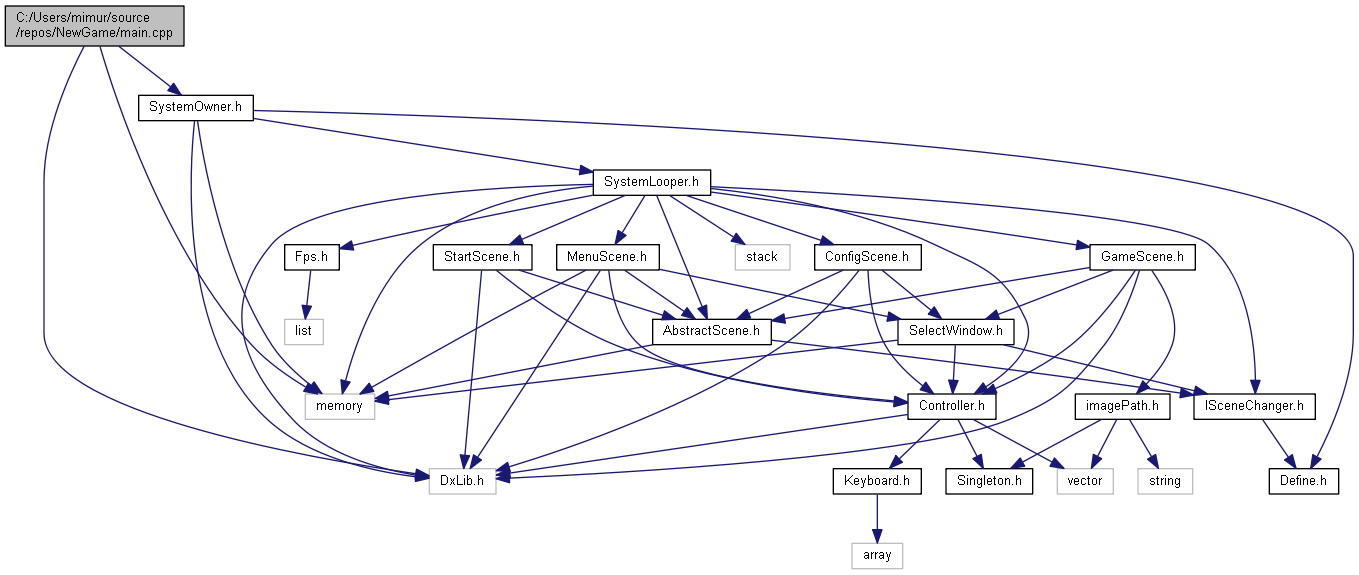 C:/Users/mimur/source
/repos/NewGame/main.cpp
SystemOwner.h
SystemLooper.h
Fps.h
StartScene.h
MenuScene.h
stack
ConfigScene.h
GameScene.h
list
AbstractScene.h
SelectWindow.h
memory
Controller.h
imagePath.h
ISceneChanger.h
DxLib.h
Keyboard.h
Singleton.h
vector
string
Define.h
array